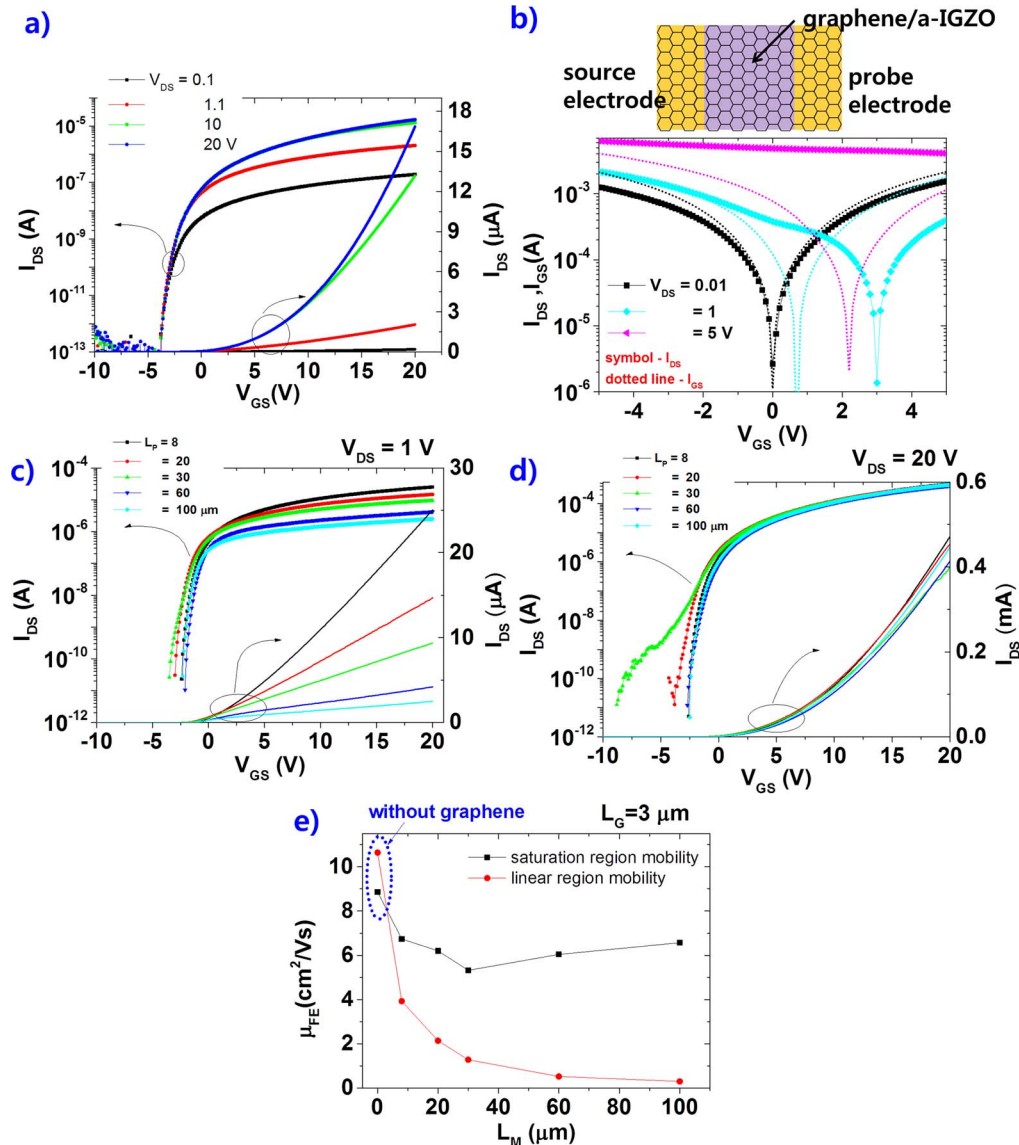 a)
V_DS = 0.1
1.1
10
20 V
10^-5
10^-7
10^-9
10^-11
10^-13
I_DS (A)
18
15
12
9
6
3
0
I_DS (μA)
-10 -5 0 5 10 15 20
V_GS(V)
b)
graphene/a-IGZO
source electrode
probe electrode
10^-3
10^-4
10^-5
10^-6
I_DS ,I_GS(A)
V_DS = 0.01
= 1
= 5 V
symbol - I_DS
dotted line - I_GS
-4 -2 0 2 4
V_GS (V)
c)
L_P = 8
= 20
= 30
= 60
= 100 μm
V_DS = 1 V
10^-4
10^-6
10^-8
10^-10
10^-12
I_DS (A)
30
20
10
0
I_DS (μA)
-10 -5 0 5 10 15 20
V_GS (V)
d)
L_P = 8
= 20
= 30
= 60
= 100 μm
V_DS = 20 V
10^-4
10^-6
10^-8
10^-10
10^-12
I_DS (A)
0.6
0.4
0.2
0.0
I_DS (mA)
-10 -5 0 5 10 15 20
V_GS (V)
e)
without graphene
L_G=3 μm
saturation region mobility
linear region mobility
10
8
6
4
2
0
μ_FE(cm^2/Vs)
0 20 40 60 80 100
L_M (μm)